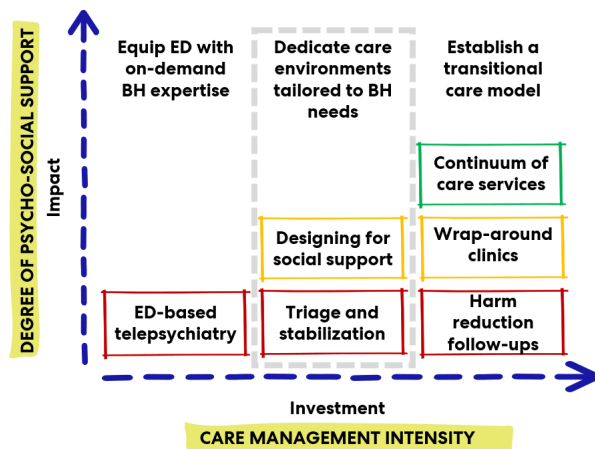 DEGREE OF PSYCHO-SOCIAL SUPPORT
Impact
Equip ED with
on-demand
BH expertise
Dedicate care
environments
tailored to BH
needs
Establish a
transitional
care model
Continuum of
care services
Designing for
social support
Wrap-around
clinics
ED-based
telepsychiatry
Triage and
stabilization
Harm
reduction
follow-ups
Investment
CARE MANAGEMENT INTENSITY